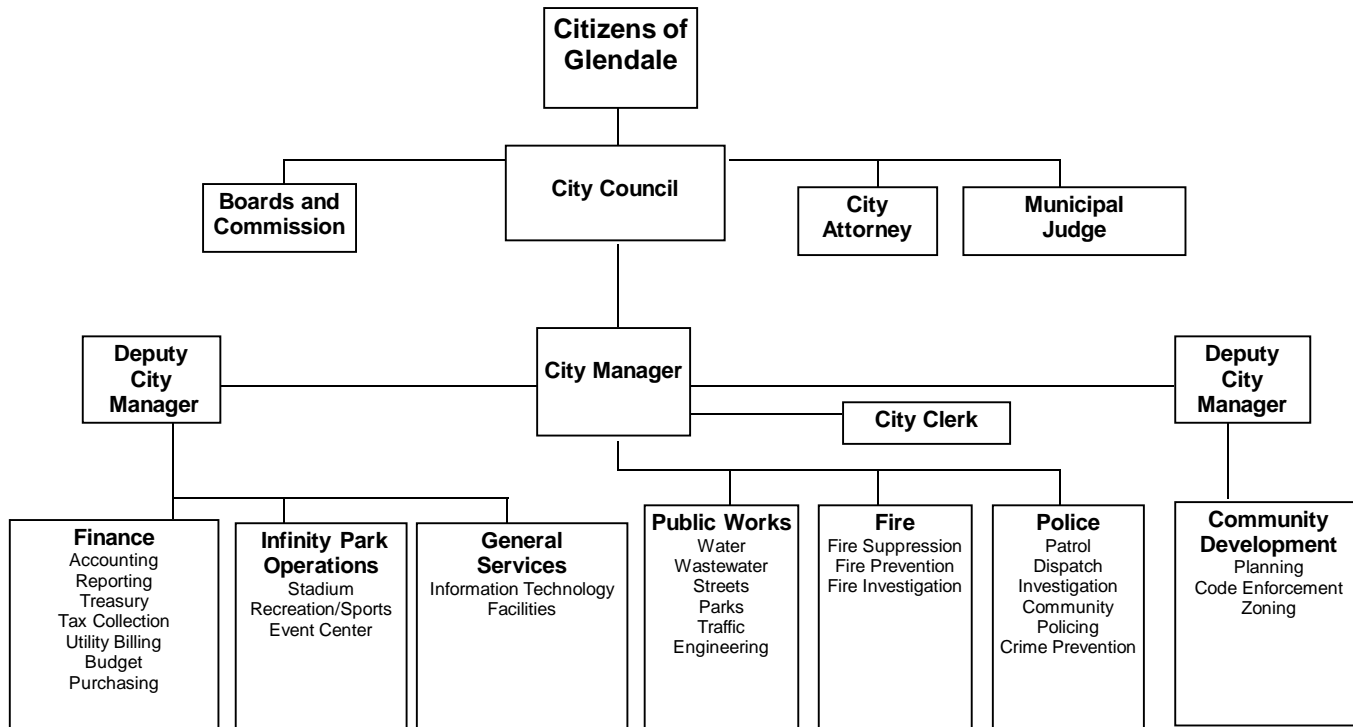 Citizens of
Glendale
City Council
Boards and
Commission
City
Attorney
Municipal
Judge
Deputy
City
Manager
City Manager
Deputy
City
Manager
City Clerk
Finance
Accounting
Reporting
Treasury
Tax Collection
Utility Billing
Budget
Purchasing
Infinity Park
Operations
Stadium
Recreation/Sports
Event Center
General
Services
Information Technology
Facilities
Public Works
Water
Wastewater
Streets
Parks
Traffic
Engineering
Fire
Fire Suppression
Fire Prevention
Fire Investigation
Police
Patrol
Dispatch
Investigation
Community
Policing
Crime Prevention
Community
Development
Planning
Code Enforcement
Zoning